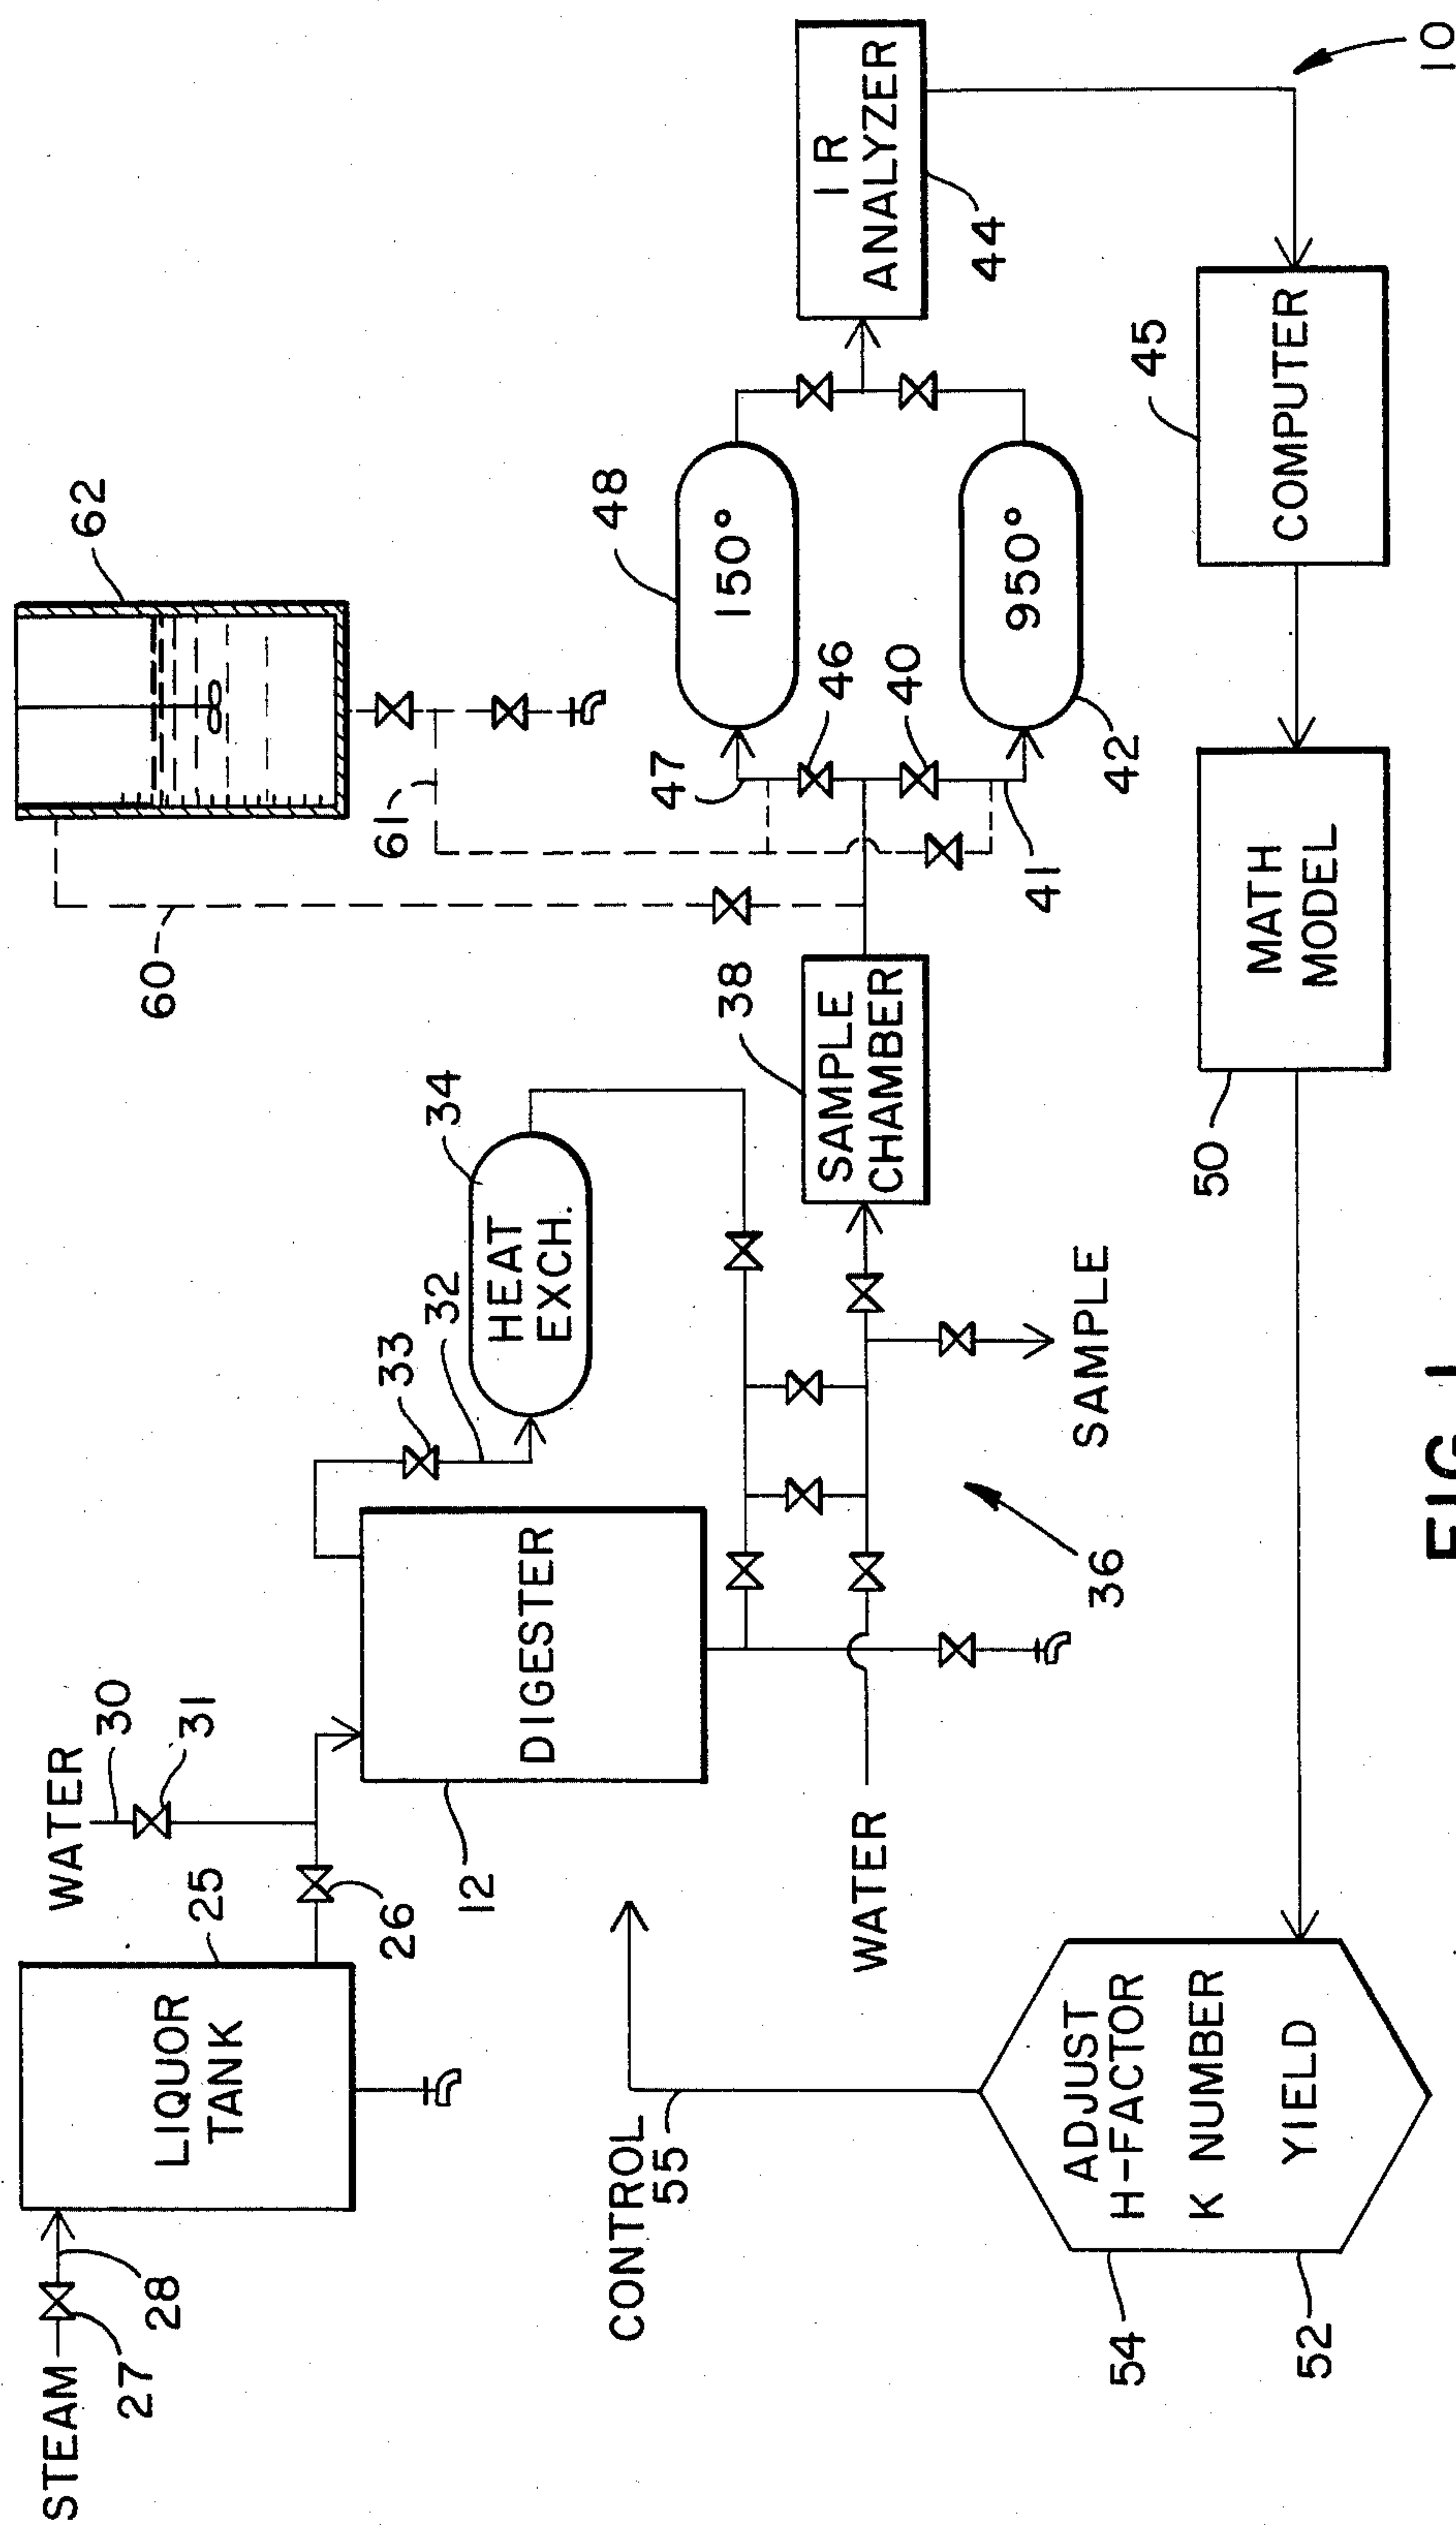 STEAM
27
28
LIQUOR
TANK
25
26
WATER
30
31
12
DIGESTER
33
32
34
HEAT
EXCH.
60
61
62
38
SAMPLE
CHAMBER
47
46
40
41
48
150°
950°
42
I R
ANALYZER
44
WATER
36
SAMPLE
CONTROL
55
54
ADJUST
H-FACTOR
K NUMBER
YIELD
52
50
MATH
MODEL
45
COMPUTER
10
FIG. 1